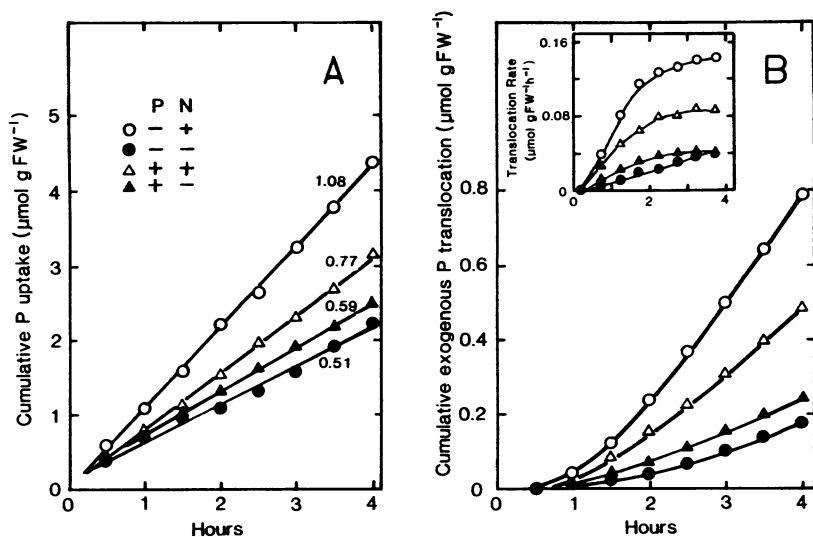 A
Cumulative P uptake (μmol g FW⁻¹)
5
4
3
2
1
0
P N
○ − +
● − −
△ + +
▲ + −
1.08
0.77
0.59
0.51
0 1 2 3 4
Hours
B
Cumulative exogenous P translocation (μmol g FW⁻¹)
0.8
0.6
0.4
0.2
0
Translocation Rate
(μmol g FW⁻¹h⁻¹)
0.16
0.08
0
0 2 4
0 1 2 3 4
Hours